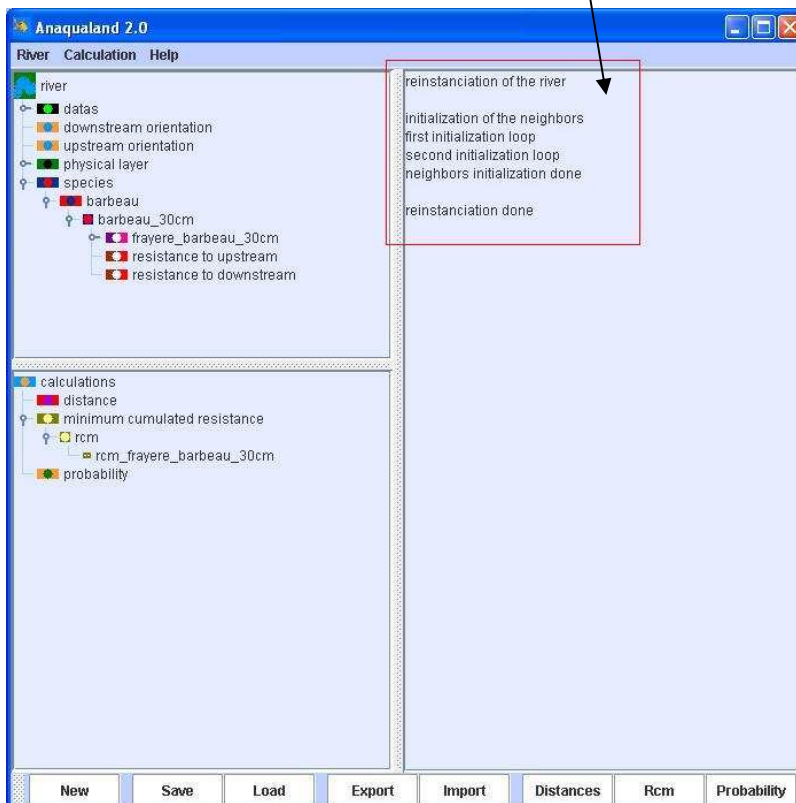 Anaqualand 2.0
River Calculation Help
river
datas
downstream orientation
upstream orientation
physical layer
species
barbeau
barbeau_30cm
frayere_barbeau_30cm
resistance to upstream
resistance to downstream
calculations
distance
minimum cumulated resistance
rcm
rcm_frayere_barbeau_30cm
probability
reinstanciation of the river
initialization of the neighbors
first initialization loop
second initialization loop
neighbors initialization done
reinstanciation done
New Save Load Export Import Distances Rcm Probability